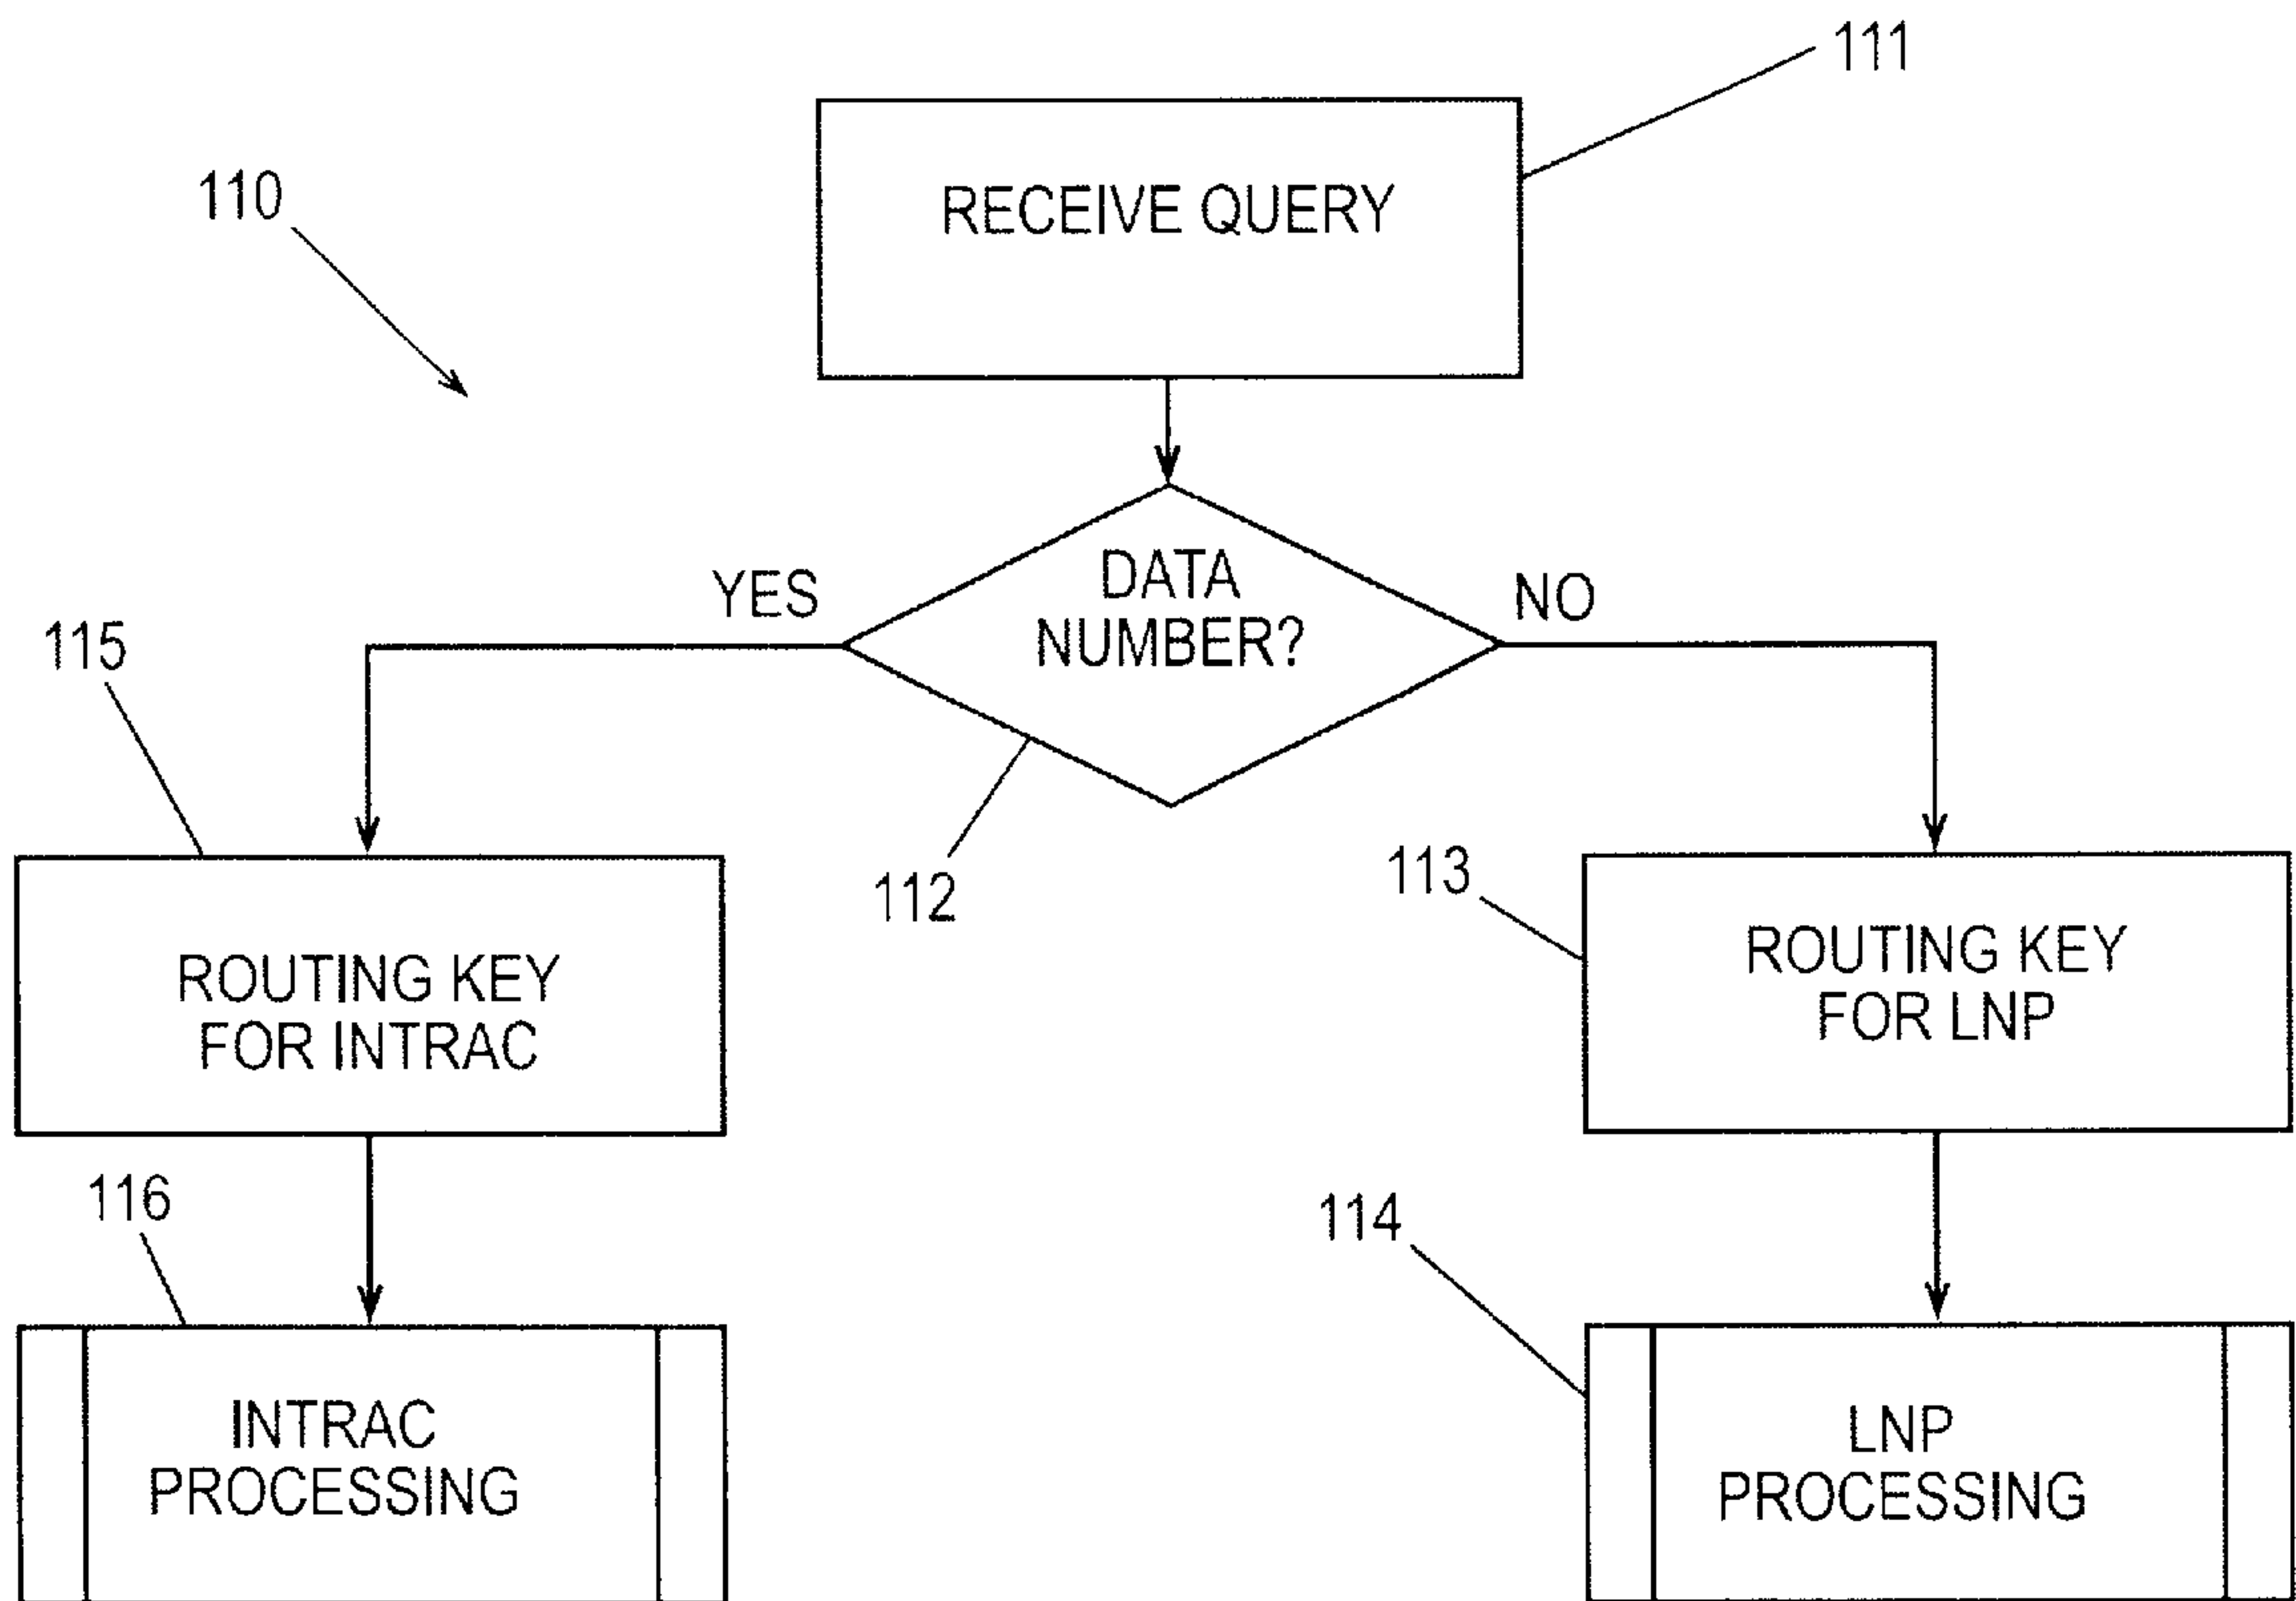 111
110
RECEIVE QUERY
YES
DATA
NUMBER?
NO
115
112
113
ROUTING KEY
FOR INTRAC
ROUTING KEY
FOR LNP
116
114
INTRAC
PROCESSING
LNP
PROCESSING